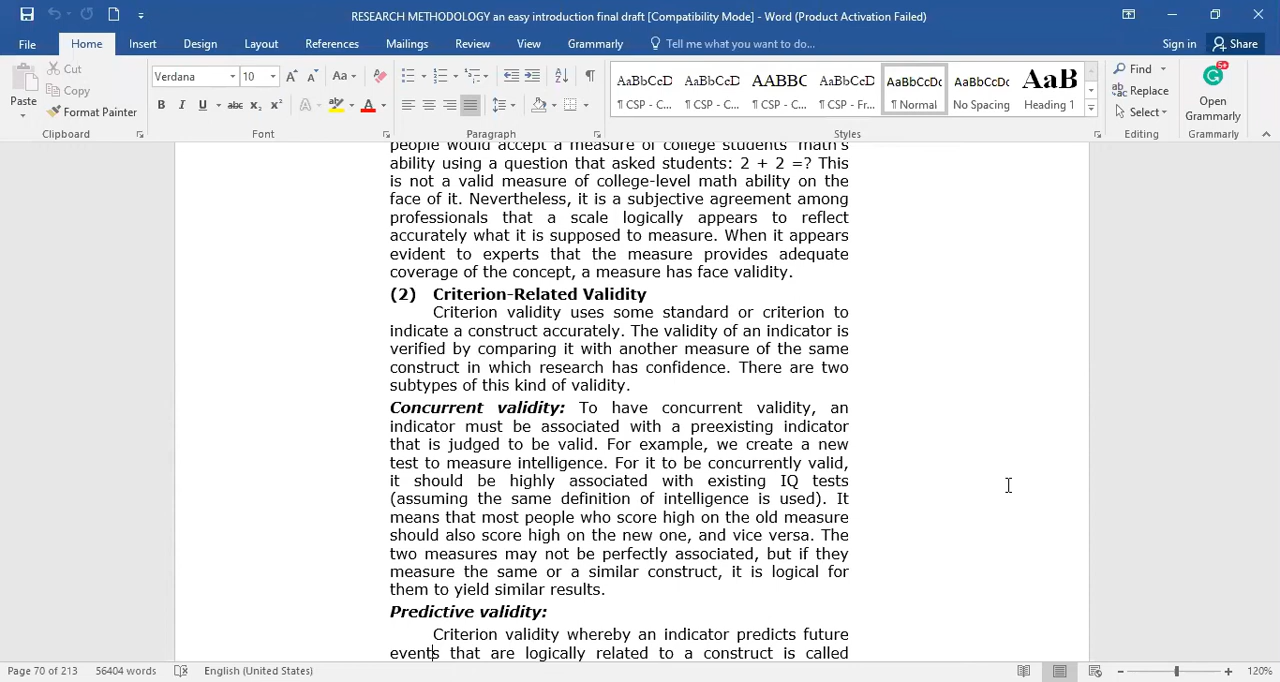 RESEARCH METHODOLOGY an easy introduction final draft [Compatibility Mode] - Word (Product Activation Failed)
File Home Insert Design Layout References Mailings Review View Grammarly Tell me what you want to do... Sign in Share
Paste Cut Copy Format Painter
Verdana 10 Aa
B I U abc x₂ x² A ab A
AaBbCcD AaBbCcD AABBC AaBbCcD AaBbCcDc AaBbCcDc AaB
¶ CSP - C... ¶ CSP - C... ¶ CSP - C... ¶ CSP - Fr... ¶ Normal No Spacing Heading 1
Find Replace Select
Open Grammarly
Clipboard Font Paragraph Styles Editing Grammarly
people would accept a measure of college students' math's
ability using a question that asked students: 2 + 2 =? This
is not a valid measure of college-level math ability on the
face of it. Nevertheless, it is a subjective agreement among
professionals that a scale logically appears to reflect
accurately what it is supposed to measure. When it appears
evident to experts that the measure provides adequate
coverage of the concept, a measure has face validity.
(2) Criterion-Related Validity
Criterion validity uses some standard or criterion to
indicate a construct accurately. The validity of an indicator is
verified by comparing it with another measure of the same
construct in which research has confidence. There are two
subtypes of this kind of validity.
Concurrent validity: To have concurrent validity, an
indicator must be associated with a preexisting indicator
that is judged to be valid. For example, we create a new
test to measure intelligence. For it to be concurrently valid,
it should be highly associated with existing IQ tests
(assuming the same definition of intelligence is used). It
means that most people who score high on the old measure
should also score high on the new one, and vice versa. The
two measures may not be perfectly associated, but if they
measure the same or a similar construct, it is logical for
them to yield similar results.
Predictive validity:
Criterion validity whereby an indicator predicts future
events that are logically related to a construct is called
Page 70 of 213 56404 words English (United States) 120%